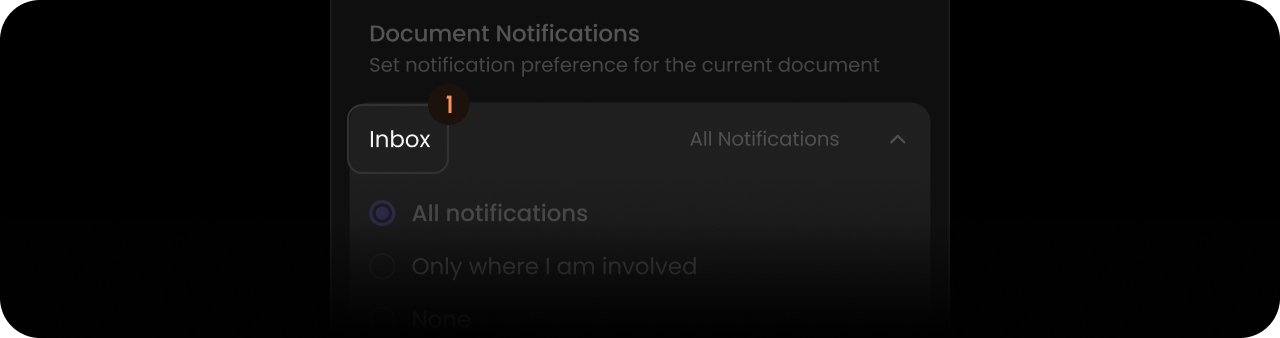 Document Notifications
Set notification preference for the current document
1
Inbox All Notifications
All notifications
Only where I am involved
None